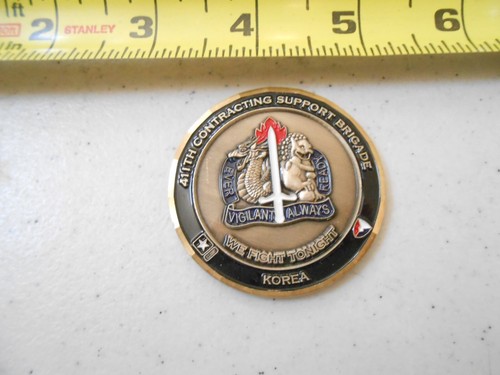 1 ft 2 STANLEY 3 4 5 6
411TH CONTRACTING SUPPORT BRIGADE
EVER READY
VIGILANT ALWAYS
WE FIGHT TONIGHT
KOREA